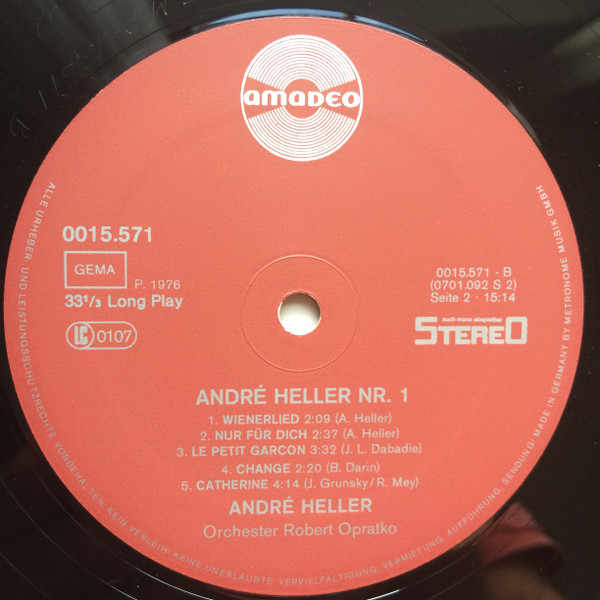 amaDEO
0015.571
GEMA
P. 1976
33¹/₃ Long Play
LC 0107
0015.571 - B
(0701.092 S 2)
Seite 2 · 15:14
auch mono abspielbar
STEREO
ANDRÉ HELLER NR. 1
1. WIENERLIED 2:09 (A. Heller)
2. NUR FÜR DICH 2:37 (A. Heller)
3. LE PETIT GARCON 3:32 (J. L. Dabadie)
4. CHANGE 2:20 (B. Darin)
5. CATHERINE 4:14 (J. Grunsky/R. Mey)
ANDRÉ HELLER
Orchester Robert Opratko
ALLE URHEBER- UND LEISTUNGSSCHUTZRECHTE VORBEHALTEN. KEIN VERLEIH! KEINE UNERLAUBTE VERVIELFÄLTIGUNG, VERMIETUNG, AUFFÜHRUNG, SENDUNG! MADE IN GERMANY BY METRONOME MUSIK GMBH